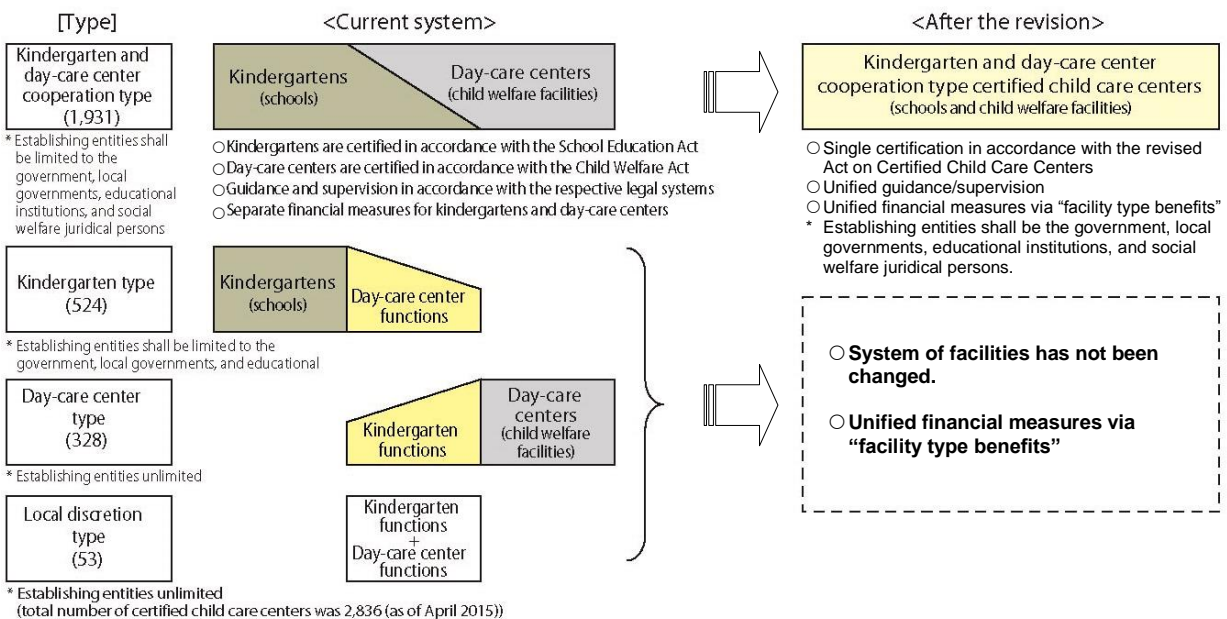 [Type]
<Current system>
<After the revision>
Kindergarten and
day-care center
cooperation type
(1,931)
* Establishing entities shall
be limited to the
government, local
governments, educational
institutions, and social
welfare juridical persons
Kindergartens
(schools)
Day-care centers
(child welfare facilities)
○Kindergartens are certified in accordance with the School Education Act
○Day-care centers are certified in accordance with the Child Welfare Act
○Guidance and supervision in accordance with the respective legal systems
○Separate financial measures for kindergartens and day-care centers
Kindergarten and day-care center
cooperation type certified child care centers
(schools and child welfare facilities)
○Single certification in accordance with the revised
Act on Certified Child Care Centers
○Unified guidance/supervision
○Unified financial measures via “facility type benefits”
* Establishing entities shall be the government, local
governments, educational institutions, and social
welfare juridical persons.
Kindergarten type
(524)
* Establishing entities shall be limited to the
government, local governments, and educational
Kindergartens
(schools)
Day-care center
functions
Day-care center
type
(328)
* Establishing entities unlimited
Kindergarten
functions
Day-care
centers
(child welfare
facilities)
Local discretion
type
(53)
Kindergarten
functions
+
Day-care center
functions
* Establishing entities unlimited
(total number of certified child care centers was 2,836 (as of April 2015))
○System of facilities has not been
changed.
○Unified financial measures via
“facility type benefits”